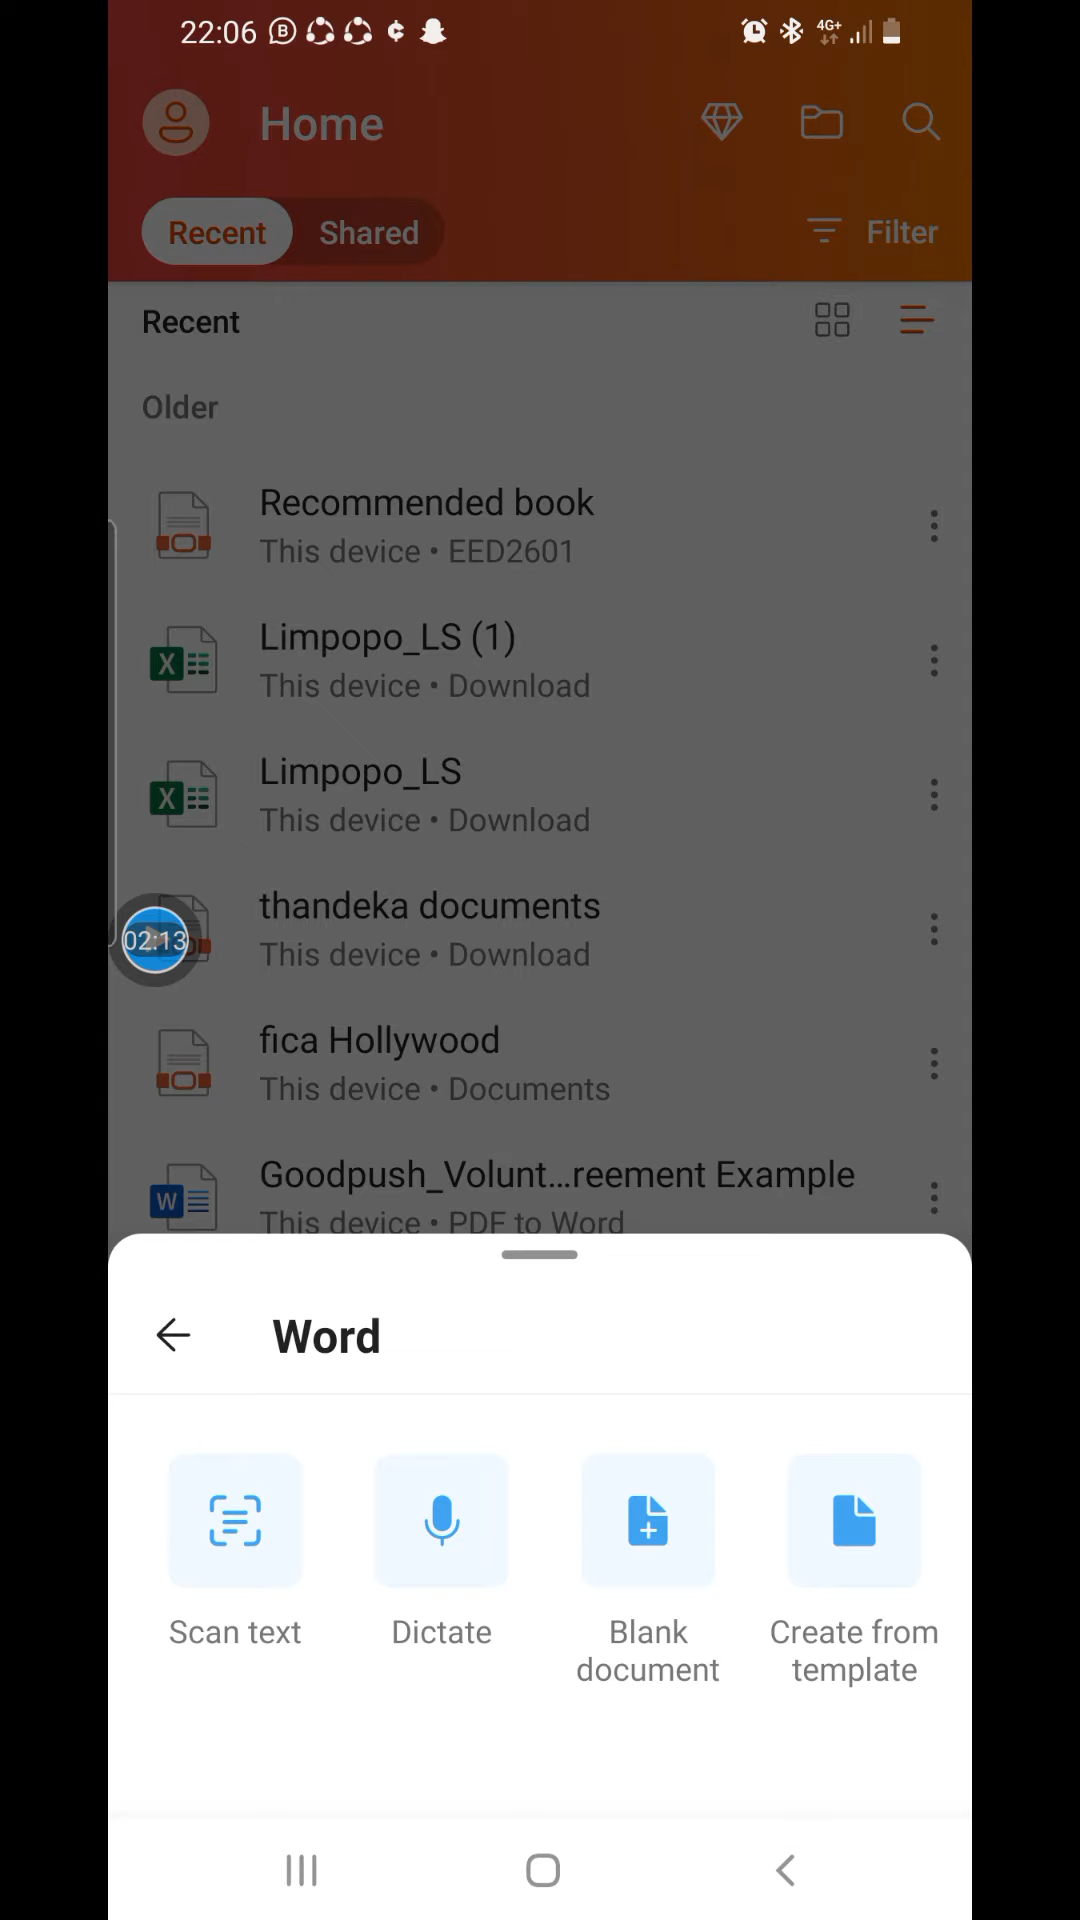 22:06
4G+
Home
Recent
Shared
Filter
Recent
Older
Recommended book
This device • EED2601
Limpopo_LS (1)
This device • Download
Limpopo_LS
This device • Download
thandeka documents
This device • Download
02:13
fica Hollywood
This device • Documents
Goodpush_Volunt...reement Example
This device • PDF to Word
Word
Scan text
Dictate
Blank
document
Create from
template